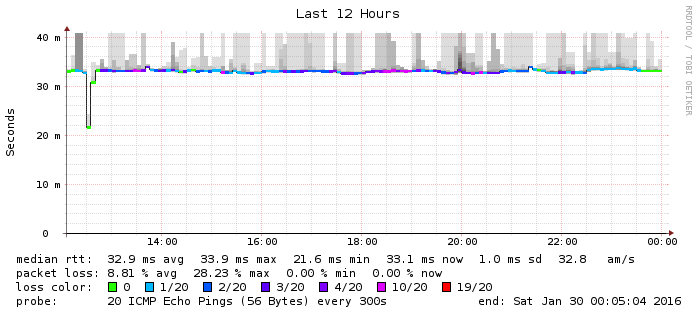 Last 12 Hours
RRDTOOL / TOBI OETIKER
Seconds
40 m
30 m
20 m
10 m
0
14:00 16:00 18:00 20:00 22:00 00:00
median rtt: 32.9 ms avg 33.9 ms max 21.6 ms min 33.1 ms now 1.0 ms sd 32.8 am/s
packet loss: 8.81 % avg 28.23 % max 0.00 % min 0.00 % now
loss color: 0 1/20 2/20 3/20 4/20 10/20 19/20
probe: 20 ICMP Echo Pings (56 Bytes) every 300s end: Sat Jan 30 00:05:04 2016